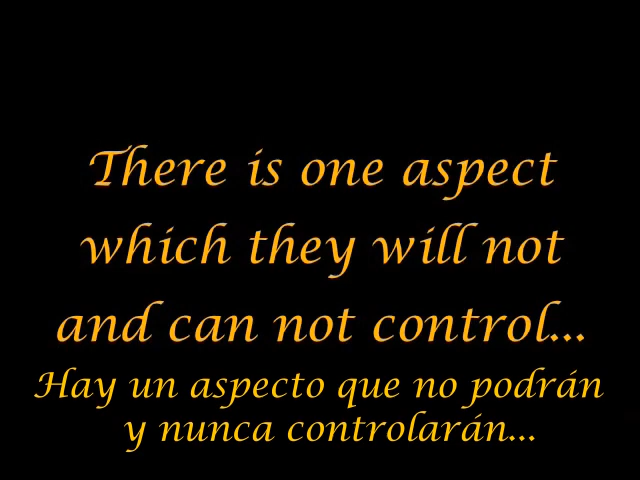 There is one aspect
which they will not
and can not control...
Hay un aspecto que no podrán
y nunca controlarán...